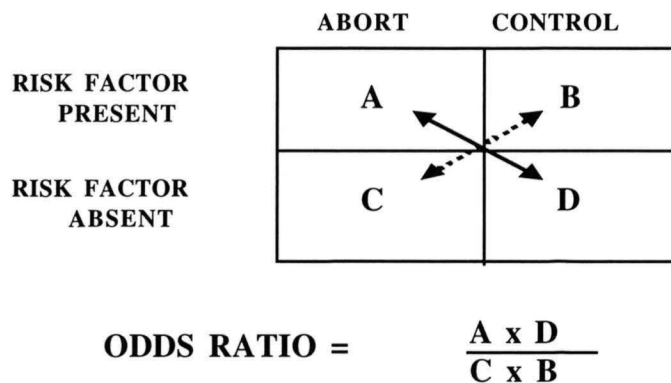 ABORT CONTROL
RISK FACTOR
PRESENT
A B
RISK FACTOR
ABSENT
C D
ODDS RATIO = A x D
C x B